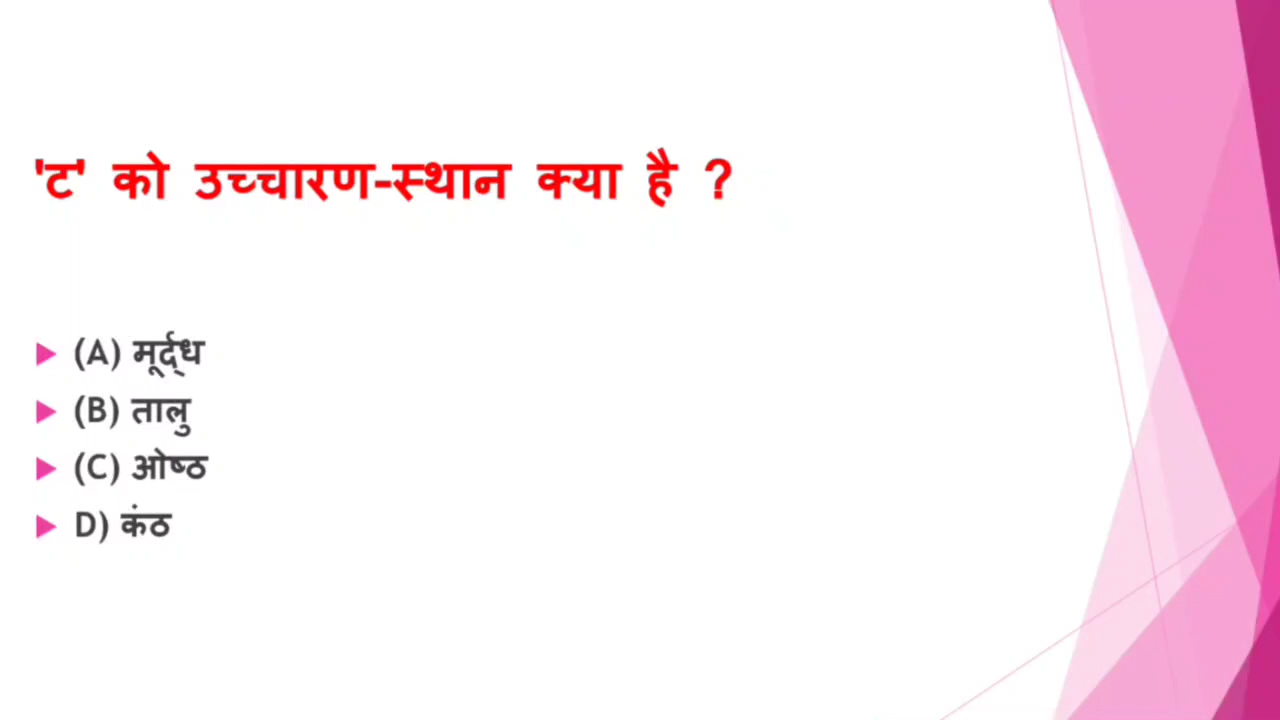 'ट' को उच्चारण-स्थान क्या है ?
(A) मूर्द्ध
(B) तालु
(C) ओष्ठ
D) कंठ